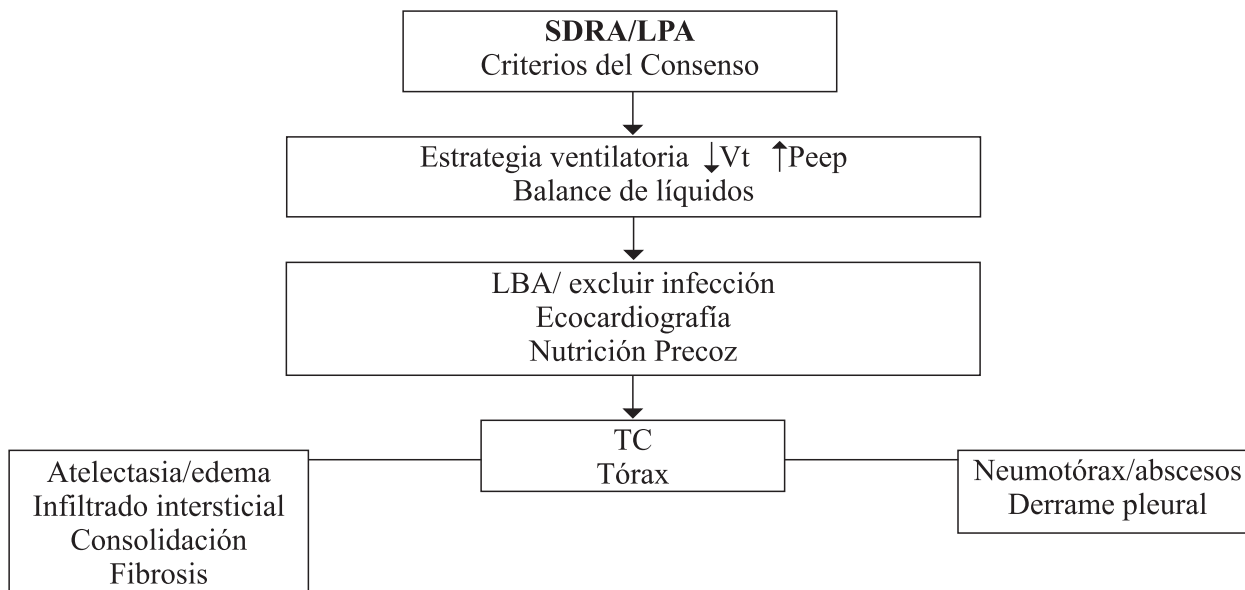 SDRA/LPA
Criterios del Consenso
Estrategia ventilatoria ↓Vt ↑Peep
Balance de líquidos
LBA/ excluir infección
Ecocardiografía
Nutrición Precoz
TC
Tórax
Atelectasia/edema
Infiltrado intersticial
Consolidación
Fibrosis
Neumotórax/abscesos
Derrame pleural